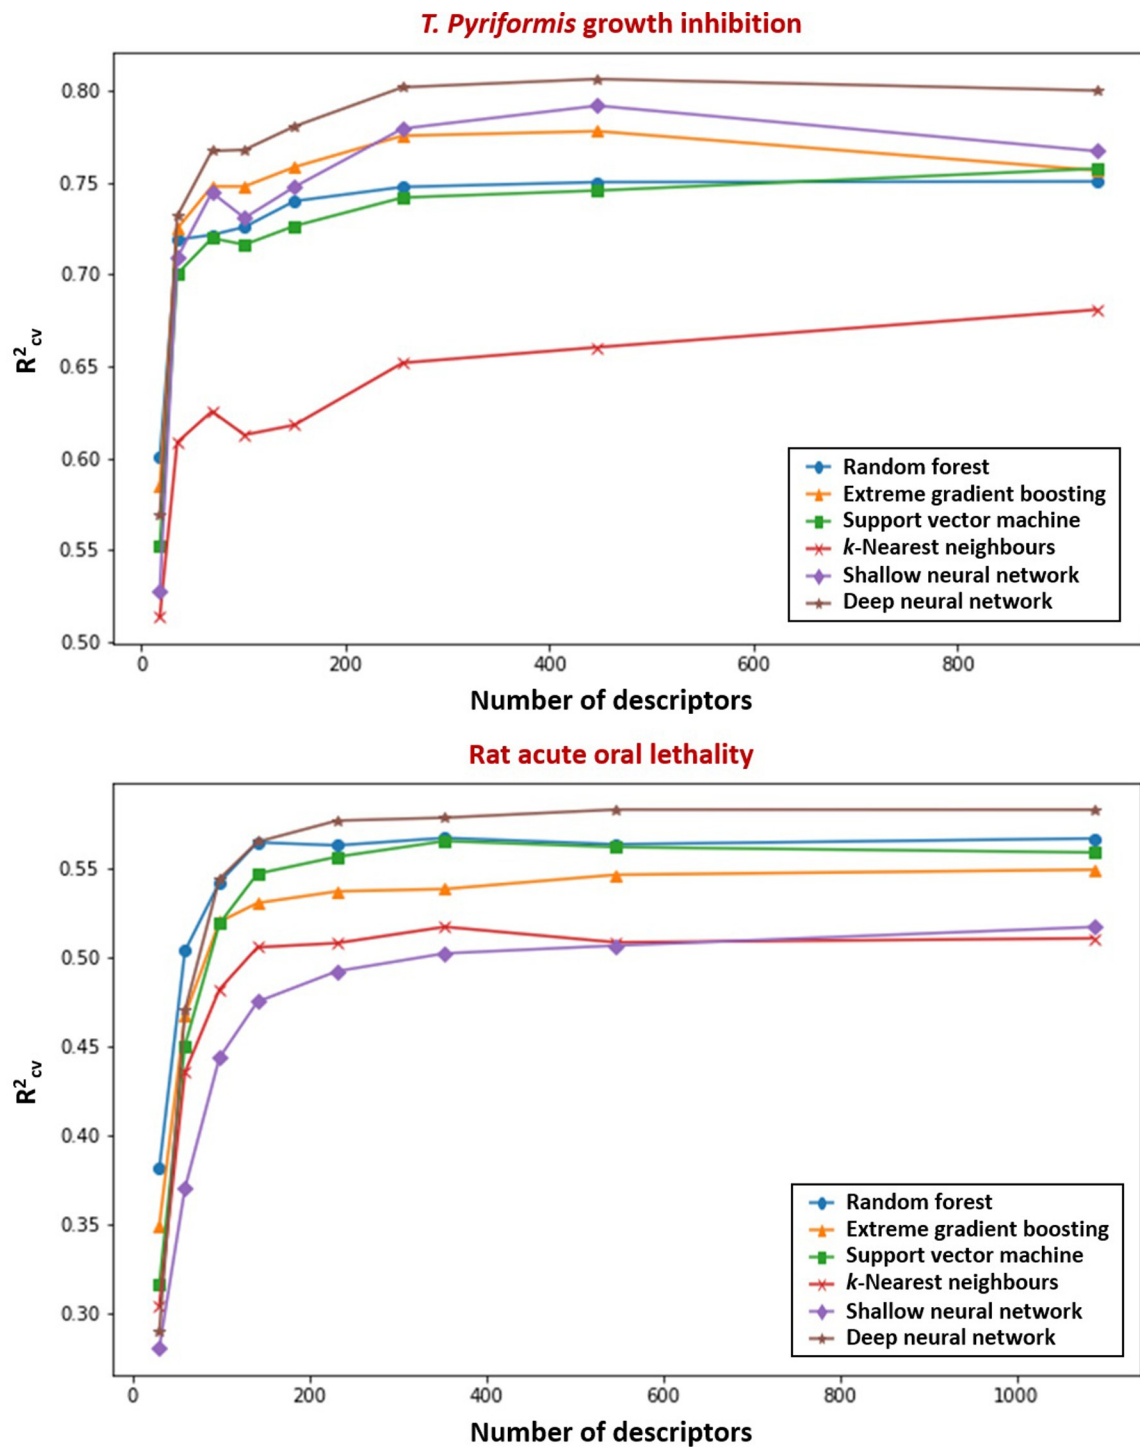 T. Pyriformis growth inhibition
0.80
0.75
0.70
0.65
0.60
0.55
0.50
R²cv
Random forest
Extreme gradient boosting
Support vector machine
k-Nearest neighbours
Shallow neural network
Deep neural network
0 200 400 600 800
Number of descriptors
Rat acute oral lethality
0.55
0.50
0.45
0.40
0.35
0.30
R²cv
Random forest
Extreme gradient boosting
Support vector machine
k-Nearest neighbours
Shallow neural network
Deep neural network
0 200 400 600 800 1000
Number of descriptors